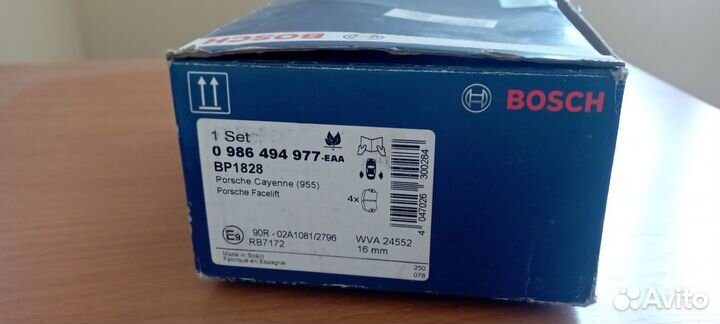 BOSCH
BOSCH
1 Set
0 986 494 977-EAA
BP1828
Porsche Cayenne (955)
Porsche Facelift
4x
E9
90R - 02A1081/2796
RB7172
WVA 24552
16 mm
Made in Spain
Fabriqué en Espagne
250
078
4 047026 300284
Avito